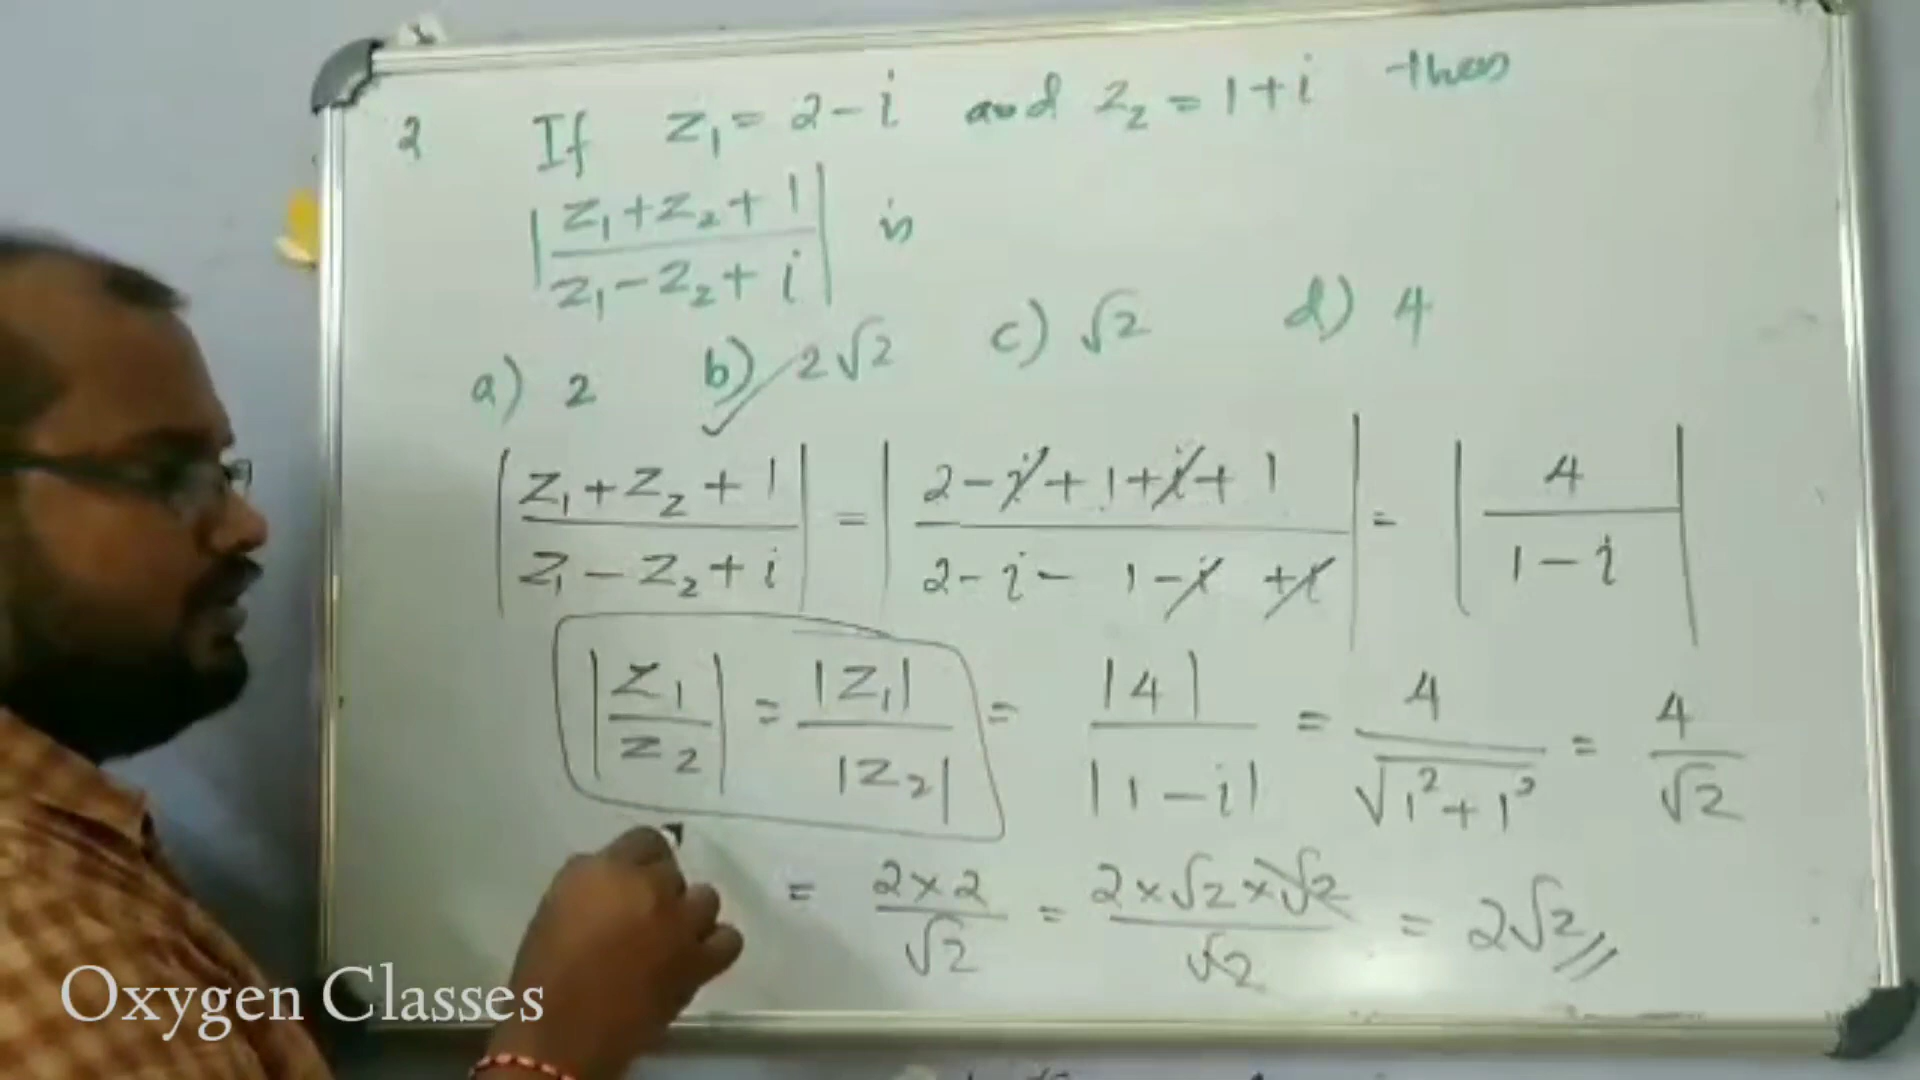 2 If z₁ = 2 - i and z₂ = 1 + i then
|(z₁ + z₂ + 1)/(z₁ - z₂ + i)| is
a) 2 b) 2√2 c) √2 d) 4
|(z₁ + z₂ + 1)/(z₁ - z₂ + i)| = |(2 - i + 1 + i + 1)/(2 - i - 1 - i + i)| = |4/(1 - i)|
|z₁/z₂| = |z₁|/|z₂| = |4|/|1 - i| = 4/√(1² + 1²) = 4/√2
= (2 × 2)/√2 = (2 × √2 × √2)/√2 = 2√2 //
Oxygen Classes